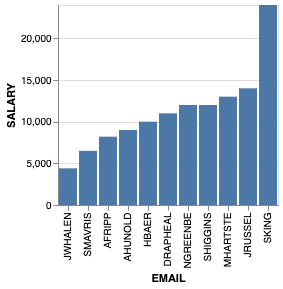 SALARY
20,000
15,000
10,000
5,000
0
JWHALEN
SMAVRIS
AFRIPP
AHUNOLD
HBAER
DRAPHEAL
NGREENBE
SHIGGINS
MHARTSTE
JRUSSEL
SKING
EMAIL